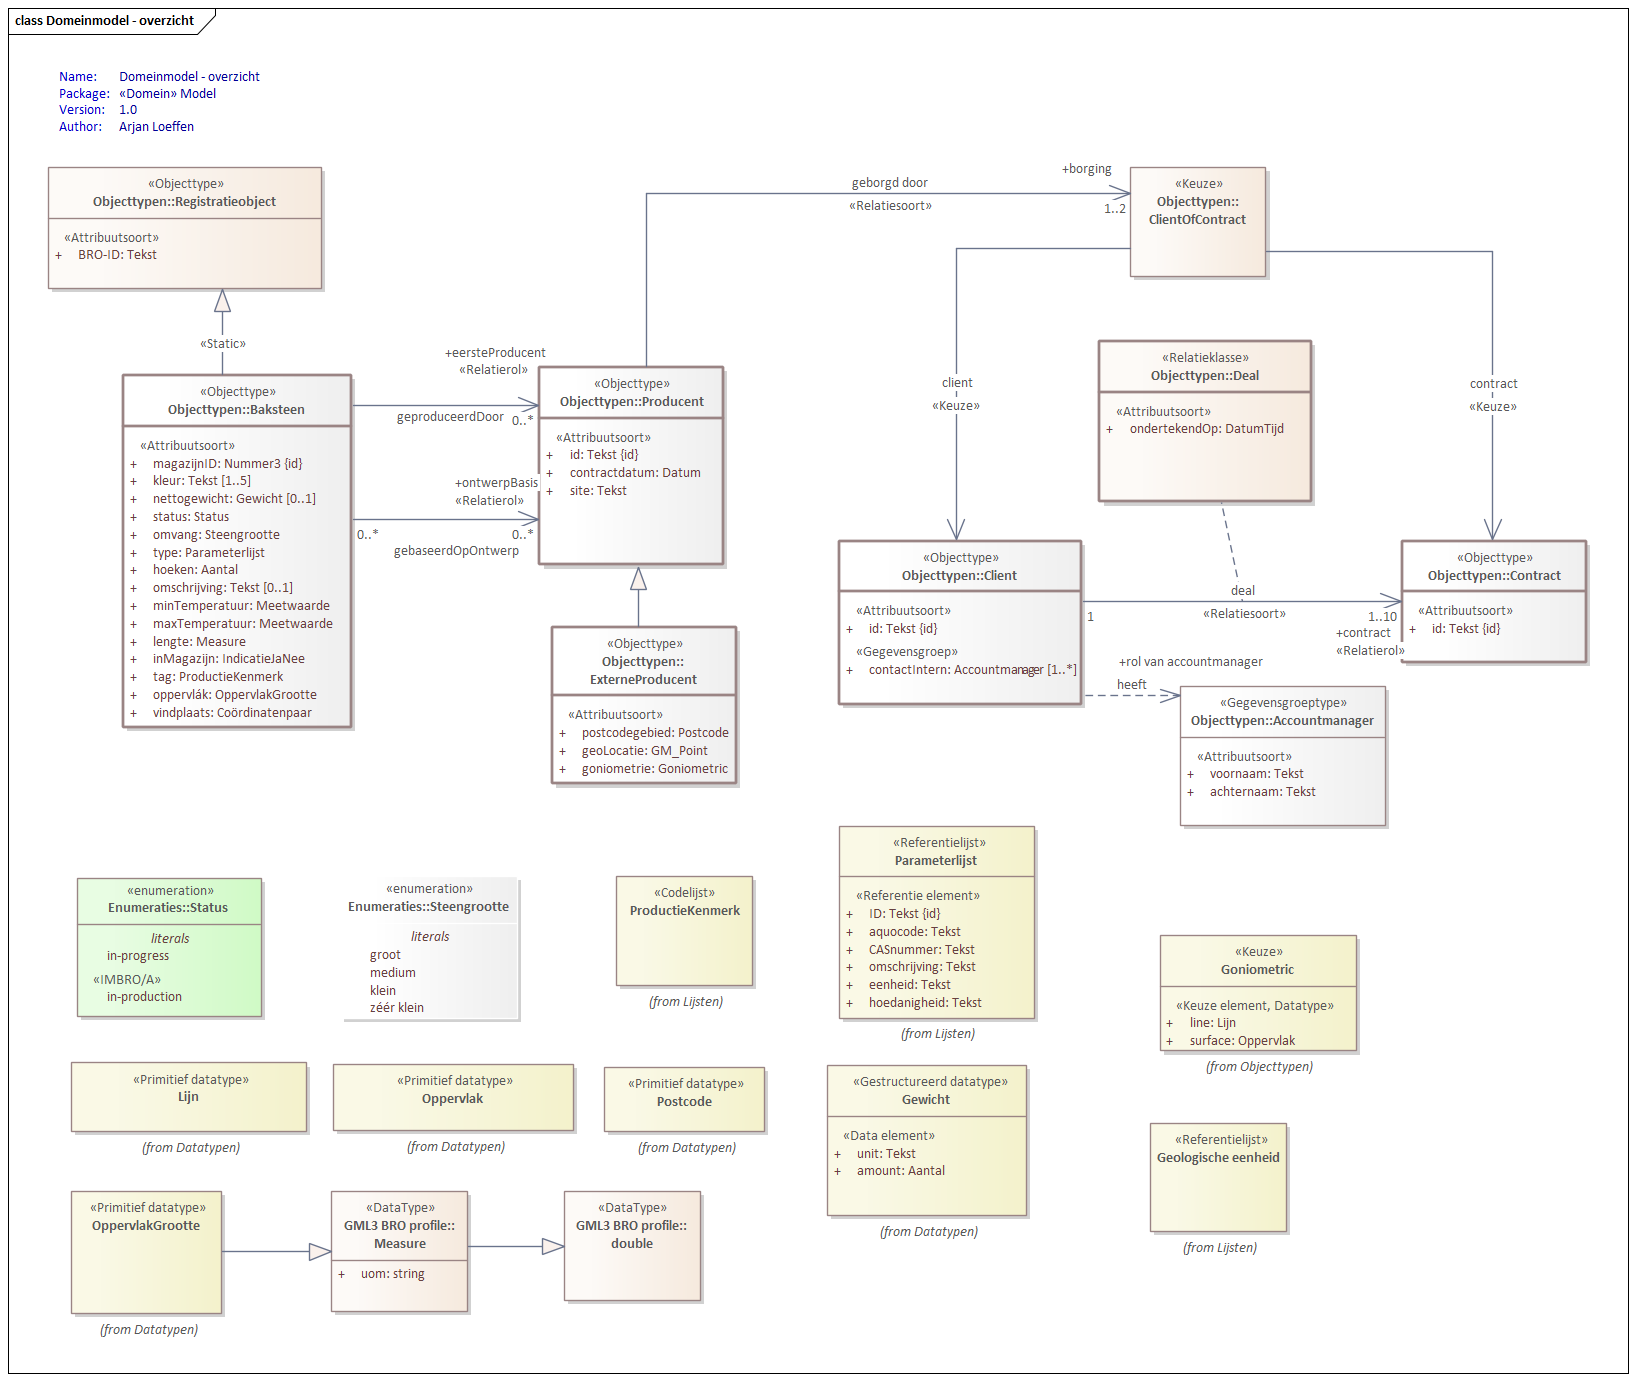 class Domeinmodel - overzicht
Name: Domeinmodel - overzicht
Package: «Domein» Model
Version: 1.0
Author: Arjan Loeffen
«Objecttype»
Objecttypen::Registratieobject
«Attribuutsoort»
+ BRO-ID: Tekst
«Static»
«Objecttype»
Objecttypen::Baksteen
«Attribuutsoort»
+ magazijnID: Nummer3 {id}
+ kleur: Tekst [1..5]
+ nettogewicht: Gewicht [0..1]
+ status: Status
+ omvang: Steengrootte
+ type: Parameterlijst
+ hoeken: Aantal
+ omschrijving: Tekst [0..1]
+ minTemperatuur: Meetwaarde
+ maxTemperatuur: Meetwaarde
+ lengte: Measure
+ inMagazijn: IndicatieJaNee
+ tag: ProductieKenmerk
+ oppervlák: OppervlakGrootte
+ vindplaats: Coördinatenpaar
+eersteProducent
«Relatierol»
geproduceerdDoor
0..*
+ontwerpBasis
«Relatierol»
0..*
0..*
gebaseerdOpOntwerp
«Objecttype»
Objecttypen::Producent
«Attribuutsoort»
+ id: Tekst {id}
+ contractdatum: Datum
+ site: Tekst
«Objecttype»
Objecttypen::
ExterneProducent
«Attribuutsoort»
+ postcodegebied: Postcode
+ geoLocatie: GM_Point
+ goniometrie: Goniometric
geborgd door
«Relatiesoort»
+borging
1..2
«Keuze»
Objecttypen::
ClientOfContract
client
«Keuze»
contract
«Keuze»
«Relatieklasse»
Objecttypen::Deal
«Attribuutsoort»
+ ondertekendOp: DatumTijd
«Objecttype»
Objecttypen::Client
«Attribuutsoort»
+ id: Tekst {id}
«Gegevensgroep»
+ contactIntern: Accountmanager [1..*]
deal
1
«Relatiesoort»
1..10
+contract
«Relatierol»
«Objecttype»
Objecttypen::Contract
«Attribuutsoort»
+ id: Tekst {id}
+rol van accountmanager
heeft
«Gegevensgroeptype»
Objecttypen::Accountmanager
«Attribuutsoort»
+ voornaam: Tekst
+ achternaam: Tekst
«enumeration»
Enumeraties::Status
literals
in-progress
«IMBRO/A»
in-production
«enumeration»
Enumeraties::Steengrootte
literals
groot
medium
klein
zéér klein
«Codelijst»
ProductieKenmerk
(from Lijsten)
«Referentielijst»
Parameterlijst
«Referentie element»
+ ID: Tekst {id}
+ aquocode: Tekst
+ CASnummer: Tekst
+ omschrijving: Tekst
+ eenheid: Tekst
+ hoedanigheid: Tekst
(from Lijsten)
«Keuze»
Goniometric
«Keuze element, Datatype»
+ line: Lijn
+ surface: Oppervlak
(from Objecttypen)
«Primitief datatype»
Lijn
(from Datatypen)
«Primitief datatype»
Oppervlak
(from Datatypen)
«Primitief datatype»
Postcode
(from Datatypen)
«Gestructureerd datatype»
Gewicht
«Data element»
+ unit: Tekst
+ amount: Aantal
(from Datatypen)
«Referentielijst»
Geologische eenheid
(from Lijsten)
«Primitief datatype»
OppervlakGrootte
(from Datatypen)
«DataType»
GML3 BRO profile::
Measure
+ uom: string
«DataType»
GML3 BRO profile::
double